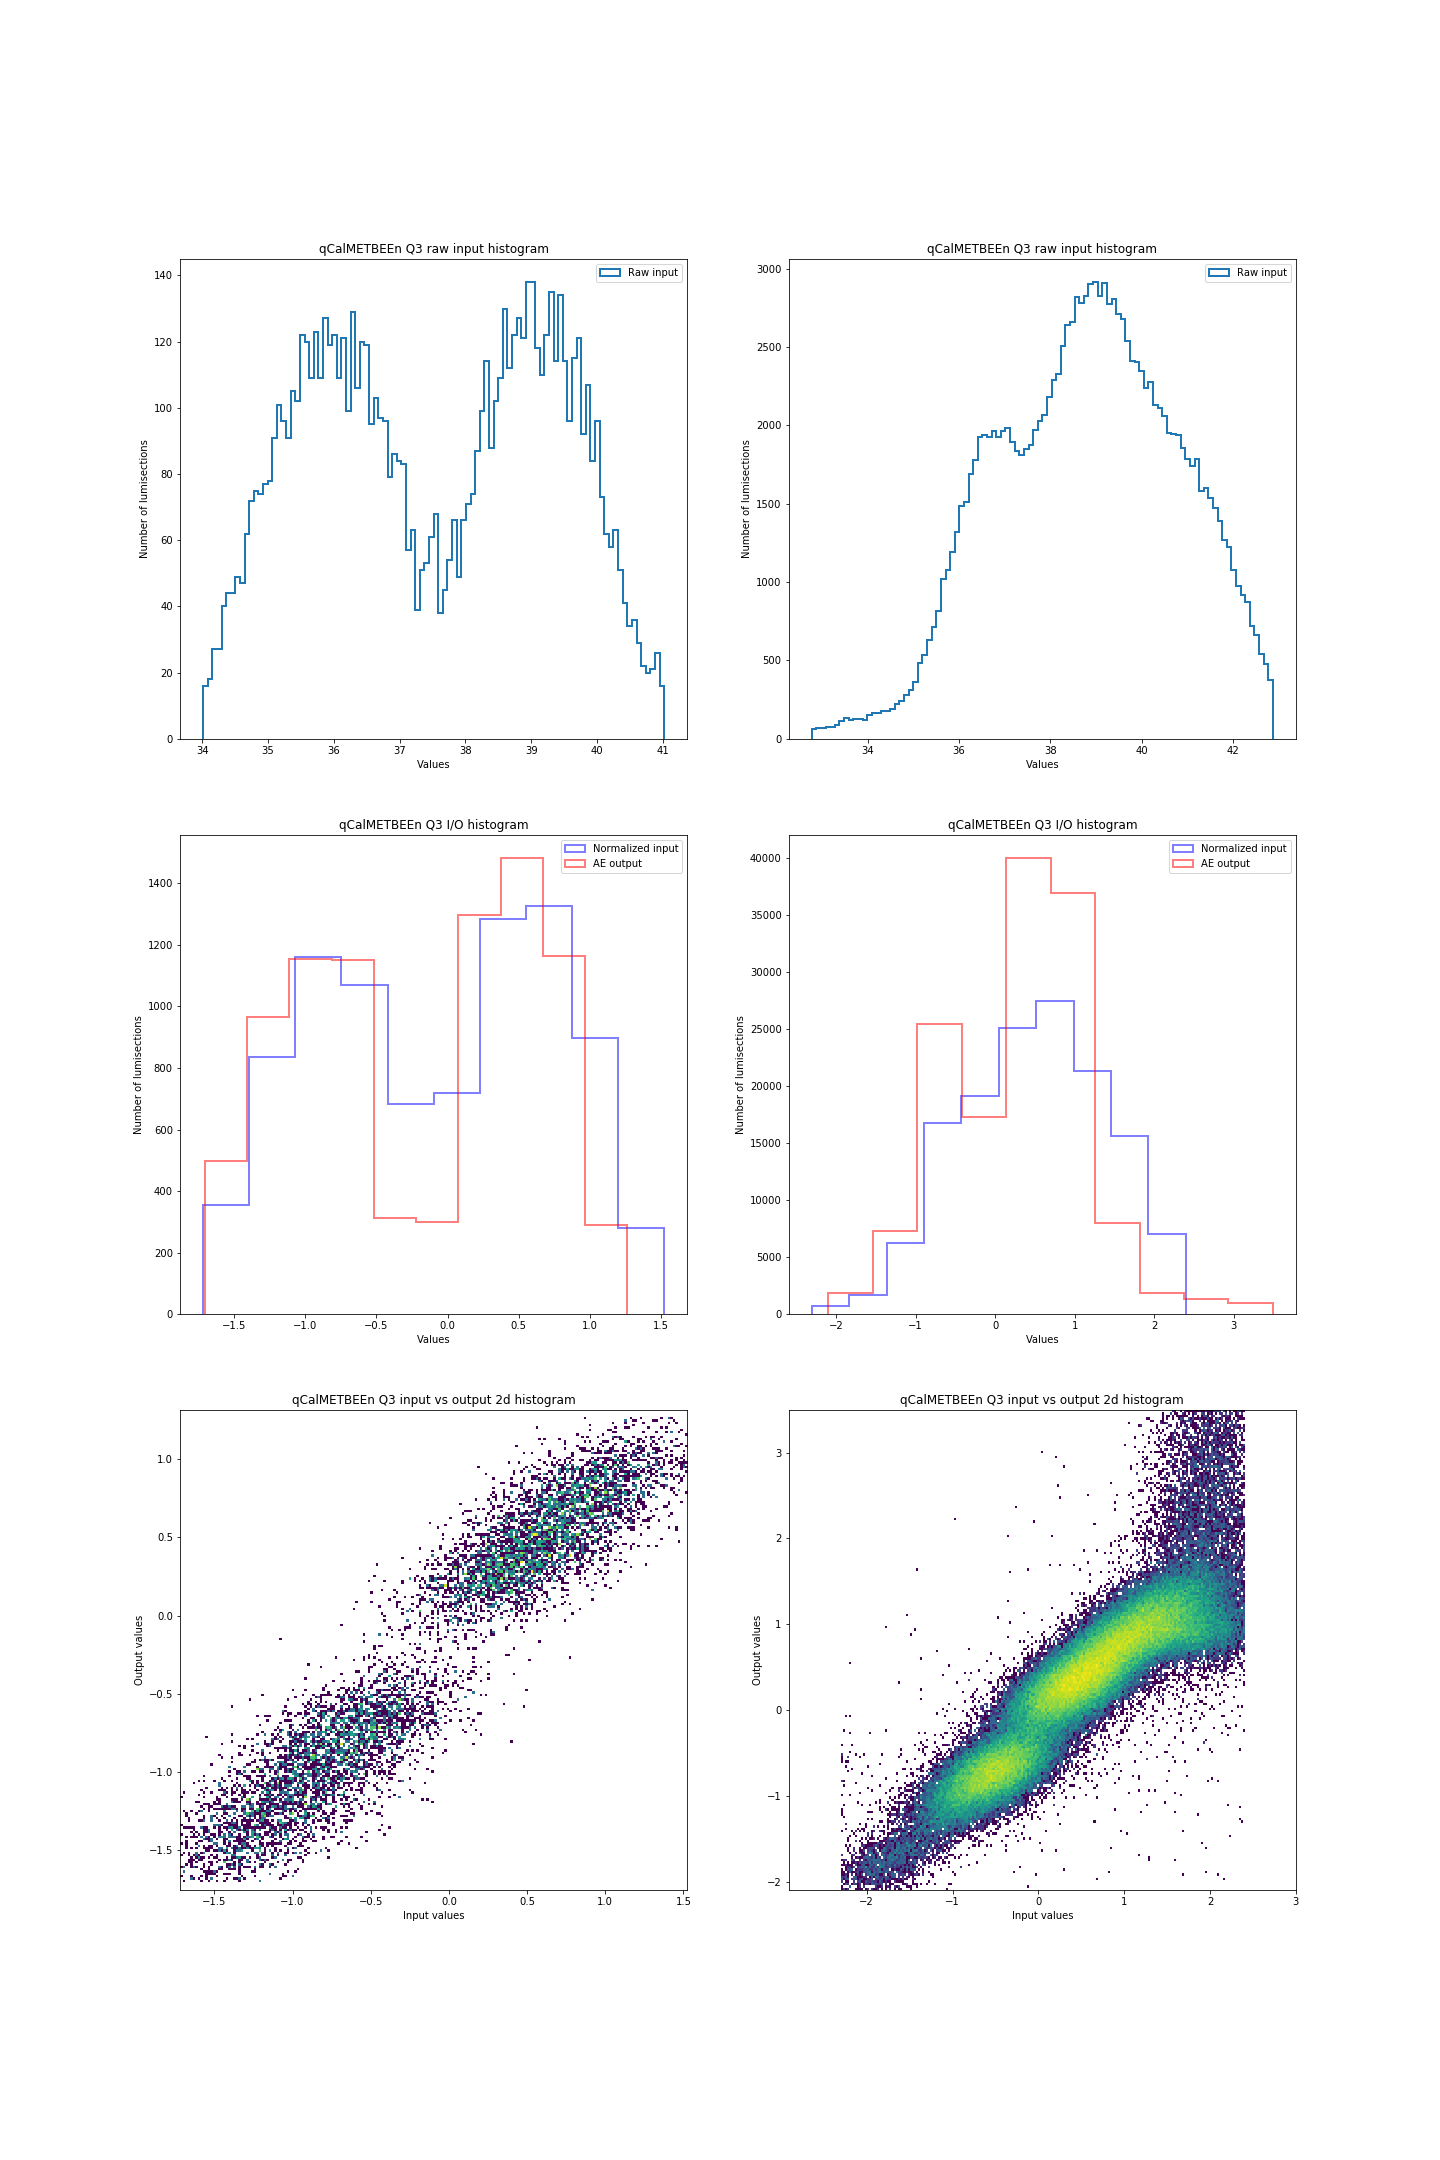 qCalMETBEEn Q3 raw input histogram
Raw input
140
120
100
80
60
40
20
0
Number of lumisections
34 35 36 37 38 39 40 41
Values
qCalMETBEEn Q3 raw input histogram
Raw input
3000
2500
2000
1500
1000
500
0
Number of lumisections
34 36 38 40 42
Values
qCalMETBEEn Q3 I/O histogram
Normalized input
AE output
1400
1200
1000
800
600
400
200
0
Number of lumisections
−1.5 −1.0 −0.5 0.0 0.5 1.0 1.5
Values
qCalMETBEEn Q3 I/O histogram
Normalized input
AE output
40000
35000
30000
25000
20000
15000
10000
5000
0
Number of lumisections
−2 −1 0 1 2 3
Values
qCalMETBEEn Q3 input vs output 2d histogram
1.0
0.5
0.0
−0.5
−1.0
−1.5
Output values
−1.5 −1.0 −0.5 0.0 0.5 1.0 1.5
Input values
qCalMETBEEn Q3 input vs output 2d histogram
3
2
1
0
−1
−2
Output values
−2 −1 0 1 2 3
Input values